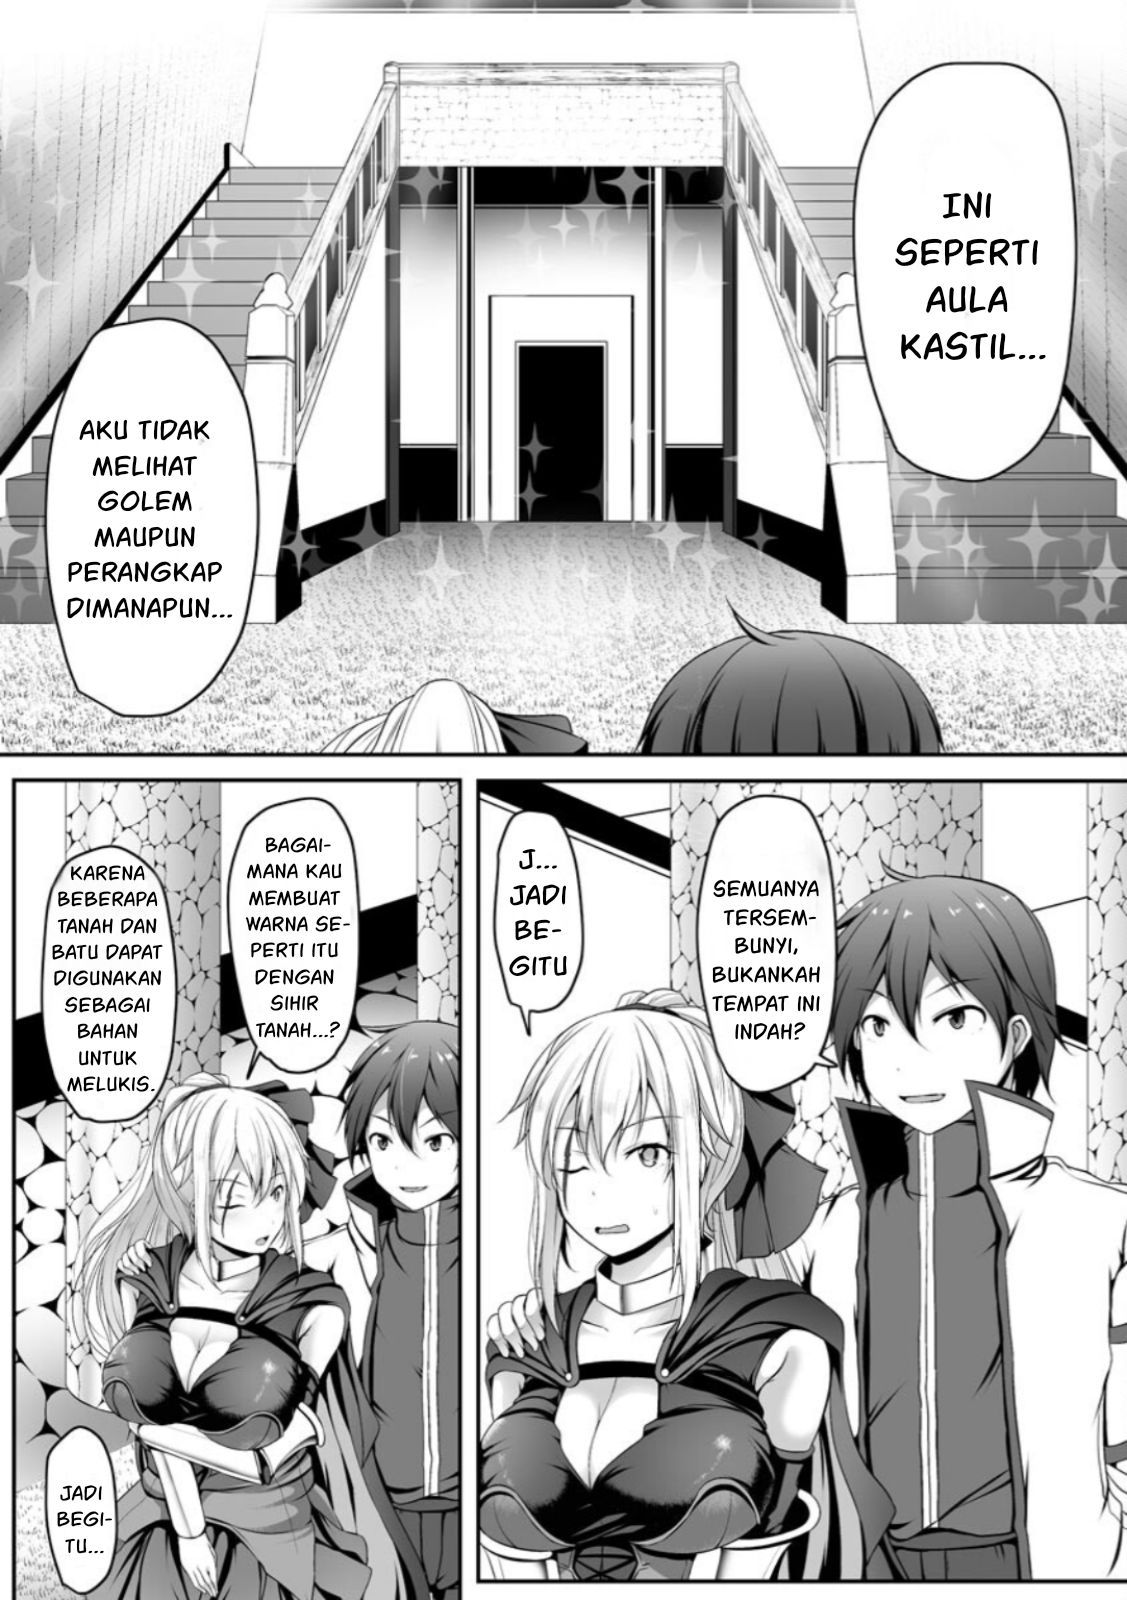 INI
SEPERTI
AULA
KASTIL...
AKU TIDAK
MELIHAT
GOLEM
MAUPUN
PERANGKAP
DIMANAPUN...
SEMUANYA
TERSEM-
BUNYI,
BUKANKAH
TEMPAT INI
INDAH?
J...
JADI
BE-
GITU
BAGAI-
MANA KAU
MEMBUAT
WARNA SE-
PERTI ITU
DENGAN
SIHIR
TANAH...?
KARENA
BEBERAPA
TANAH DAN
BATU DAPAT
DIGUNAKAN
SEBAGAI
BAHAN
UNTUK
MELUKIS.
JADI
BEGI-
TU...